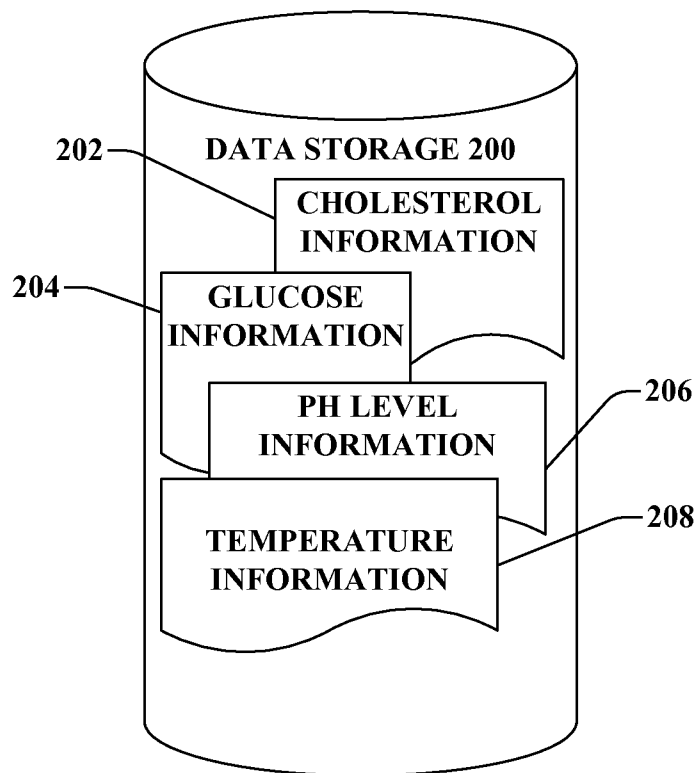 DATA STORAGE 200
202
CHOLESTEROL
INFORMATION
204
GLUCOSE
INFORMATION
PH LEVEL
INFORMATION
206
TEMPERATURE
INFORMATION
208